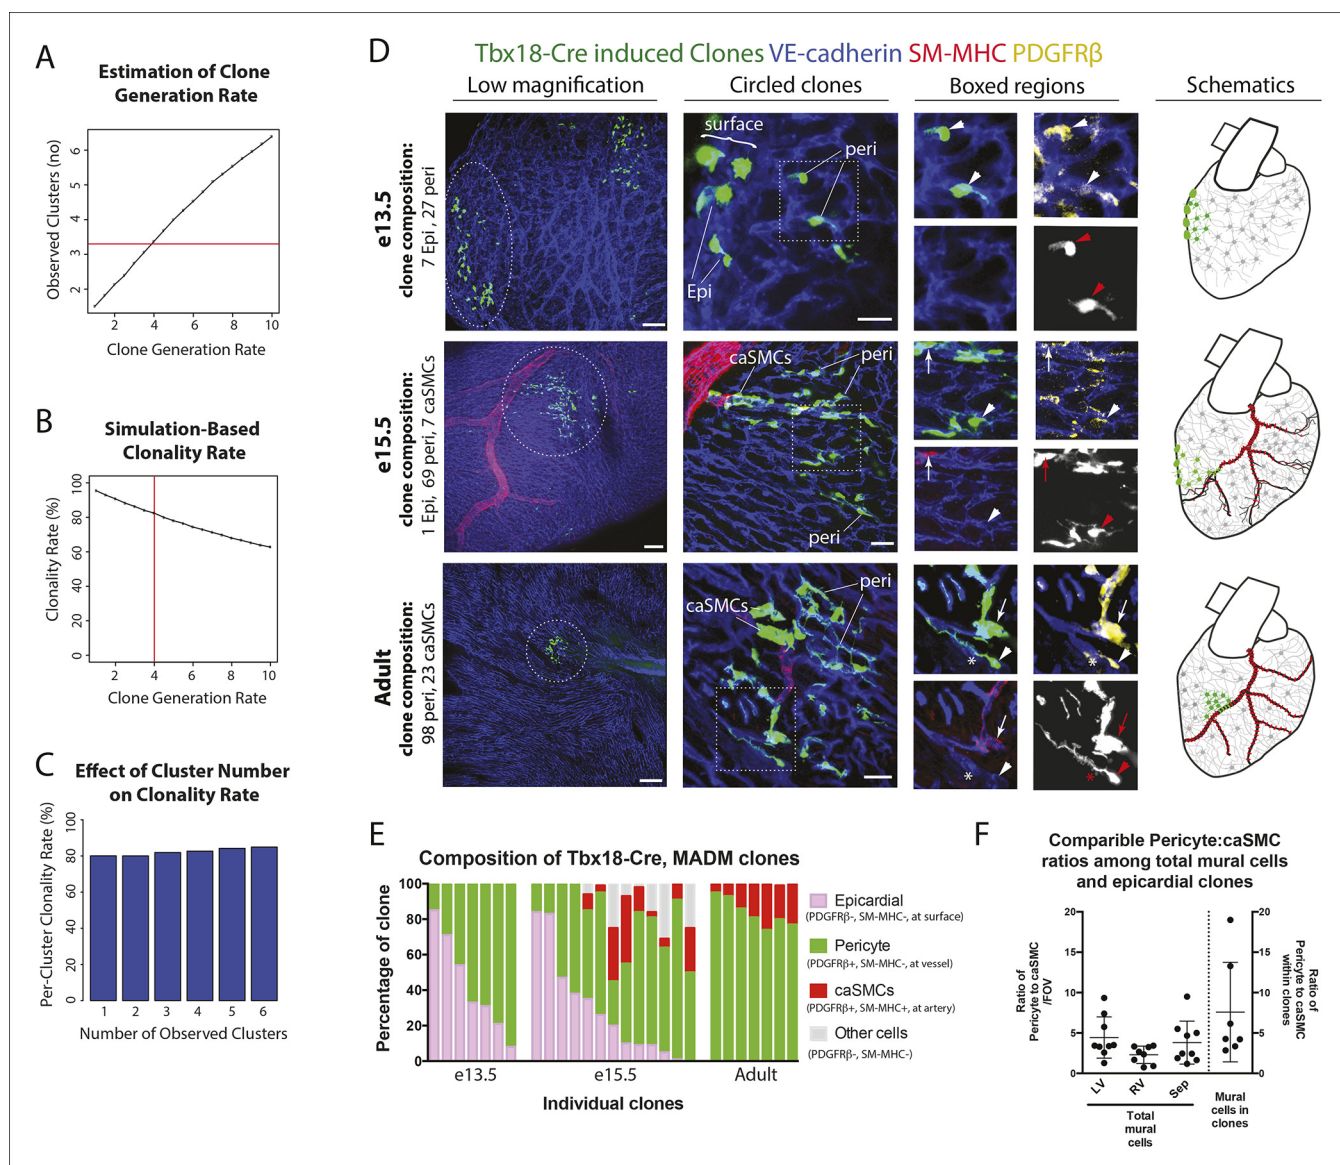 A
Estimation of Clone
Generation Rate
Observed Clusters (no)
6
5
4
3
2
2 4 6 8 10
Clone Generation Rate
B
Simulation-Based
Clonality Rate
Clonality Rate (%)
100
80
60
40
20
0
2 4 6 8 10
Clone Generation Rate
C
Effect of Cluster Number
on Clonality Rate
Per-Cluster Clonality Rate (%)
100
80
60
40
20
0
1 2 3 4 5 6
Number of Observed Clusters
D
Tbx18-Cre induced Clones VE-cadherin SM-MHC PDGFRβ
Low magnification Circled clones Boxed regions Schematics
e13.5
clone composition:
7 Epi, 27 peri
surface
peri
Epi
e15.5
clone composition:
1 Epi, 69 peri, 7 caSMCs
caSMCs
peri
peri
Adult
clone composition:
98 peri, 23 caSMCs
peri
caSMCs
*
*
*
*
E
Composition of Tbx18-Cre, MADM clones
Percentage of clone
100
80
60
40
20
0
e13.5 e15.5 Adult
Individual clones
Epicardial
(PDGFRβ-, SM-MHC-, at surface)
Pericyte
(PDGFRβ+, SM-MHC-, at vessel)
caSMCs
(PDGFRβ+, SM-MHC+, at artery)
Other cells
(PDGFRβ-, SM-MHC-)
F
Comparible Pericyte:caSMC
ratios among total mural cells
and epicardial clones
Ratio of
Pericyte to caSMC
/FOV
20
15
10
5
0
LV RV Sep
Total
mural
cells
Mural
cells in
clones
20
15
10
5
0
Ratio of
Pericyte to caSMC
within clones